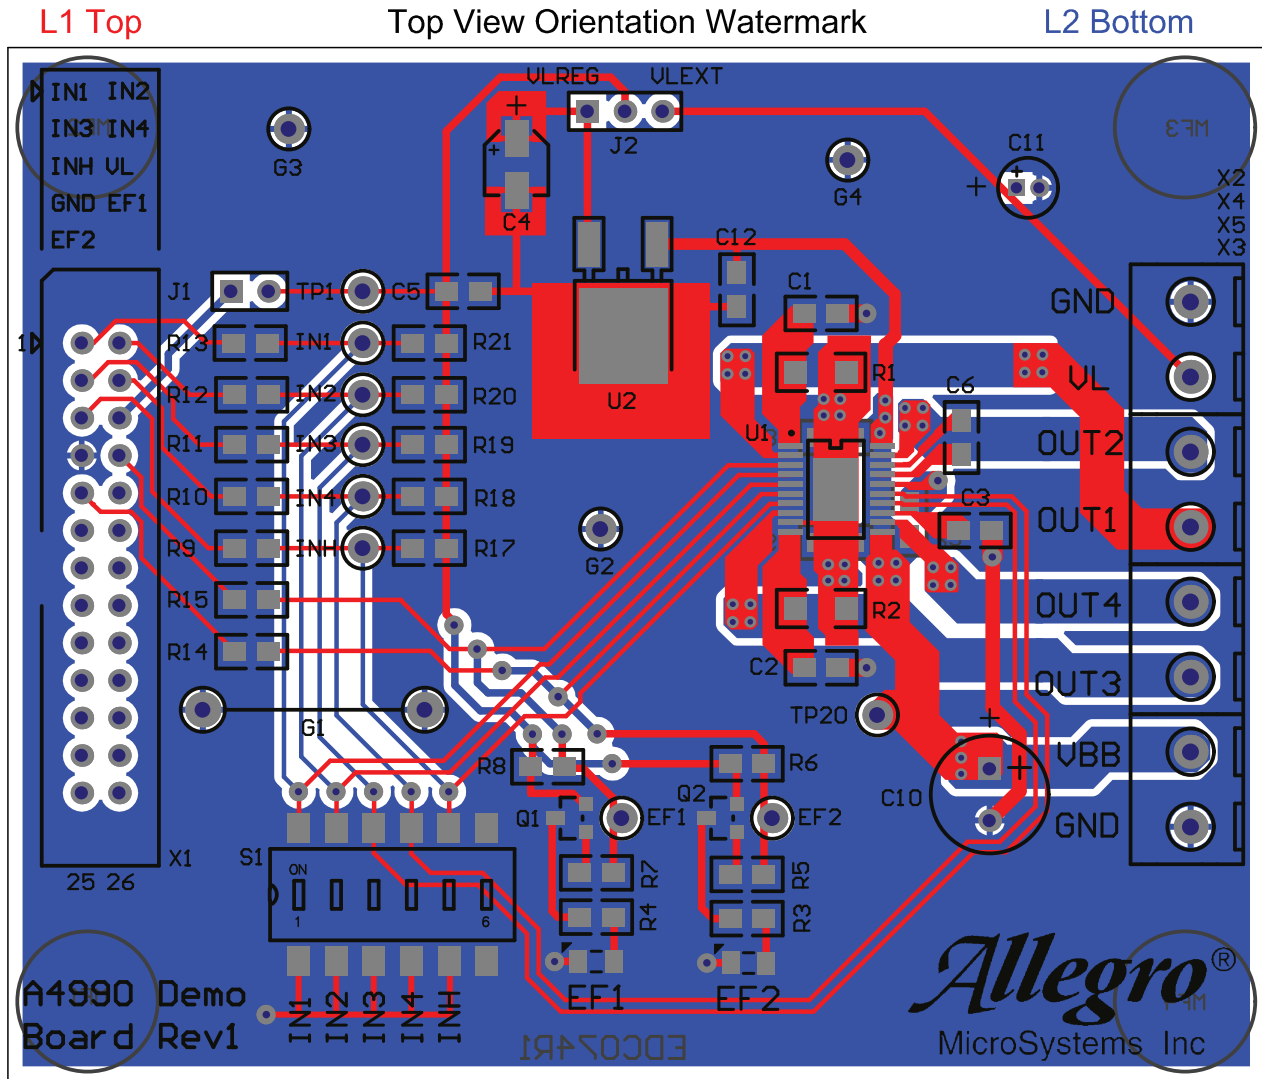 L1 Top Top View Orientation Watermark L2 Bottom
VLREG VLEXT
IN1 IN2
IN3 IN4
INH VL
GND EF1
EF2
MF3
J2
C11
G3
G4
+
+
+
X2
X4
X5
X3
C4
C12
J1 TP1 C5
C1
GND
1
R13 IN1 R21
R12 IN2 R20
R1
VL
C6
U2
R11 IN3 R19
U1
OUT2
R10 IN4 R18
C3
OUT1
R9 INH R17
G2
R15
R2
OUT4
R14
C2
OUT3
G1
TP20
+
VBB
R8
R6
+
Q2
C10
Q1 EF1 EF2
GND
S1
X1
ON
25 26
R7
R5
1 6
R4
R3
Allegro®
MicroSystems Inc
A4990 Demo
Board Rev1
IN1
IN2
IN3
IN4
INH
EF1 EF2
EDC074R1